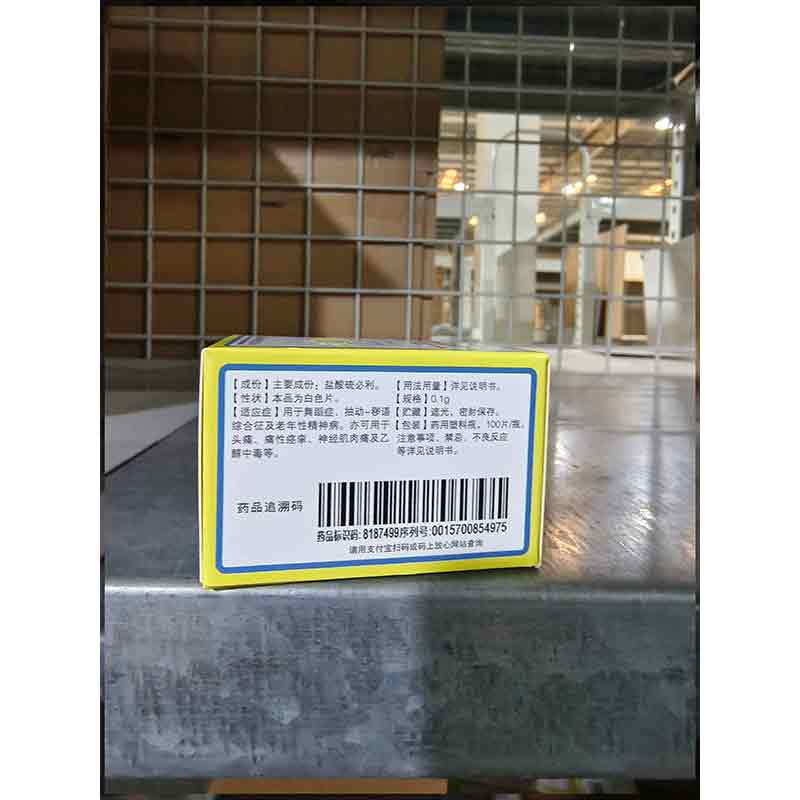 【成份】主要成份：盐酸硫必利。
【性状】本品为白色片。
【适应症】用于舞蹈症、抽动-秽语
综合征及老年性精神病。亦可用于
头痛、痛性痉挛、神经肌肉痛及乙
醇中毒等。
【用法用量】详见说明书。
【规格】0.1g
【贮藏】遮光，密封保存。
【包装】药用塑料瓶，100片/瓶。
注意事项、禁忌、不良反应
等详见说明书。
药品追溯码
药品标识码:8187499序列号:0015700854975
请用支付宝扫码或码上放心网站查询